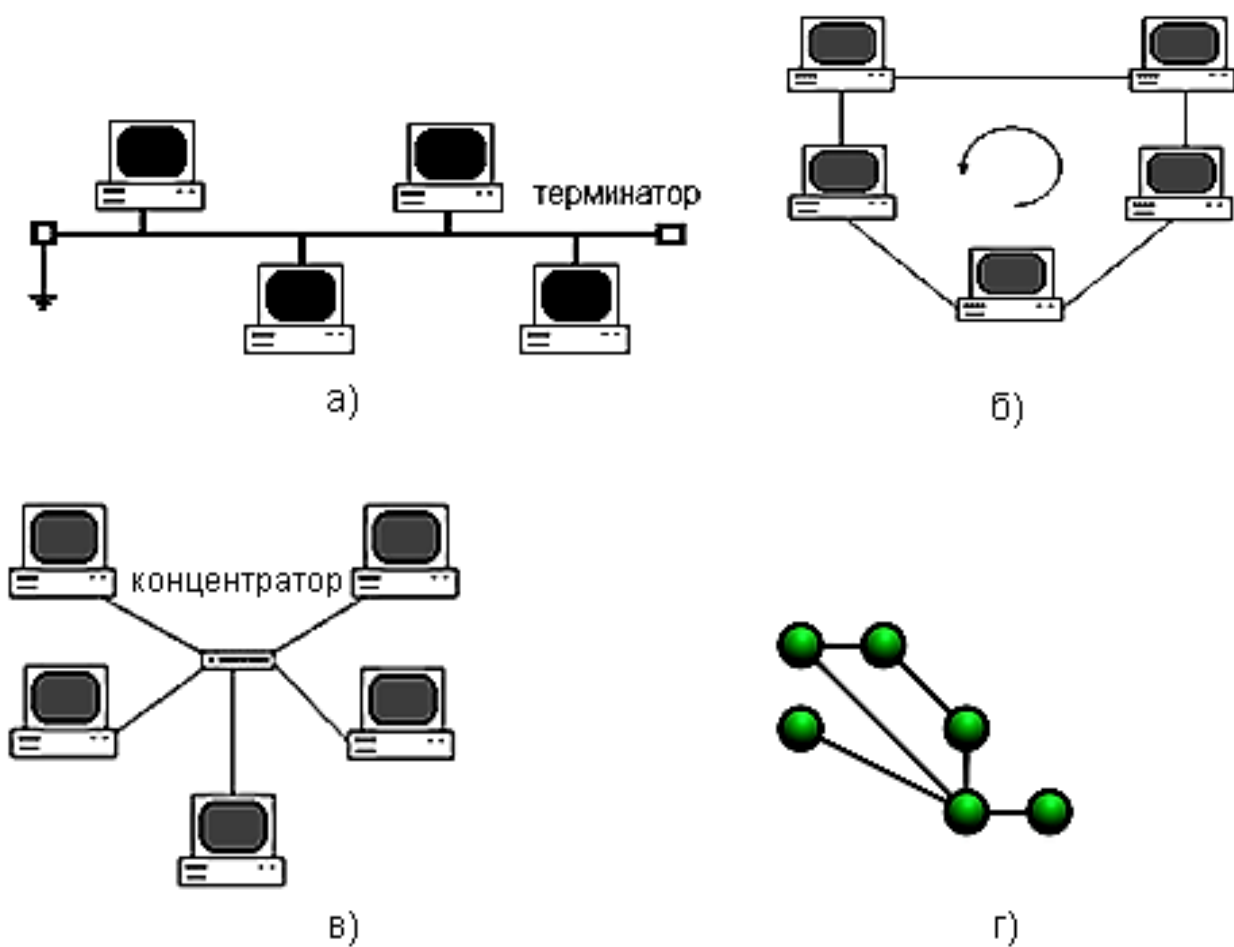 терминатор
а)
б)
концентратор
в)
г)